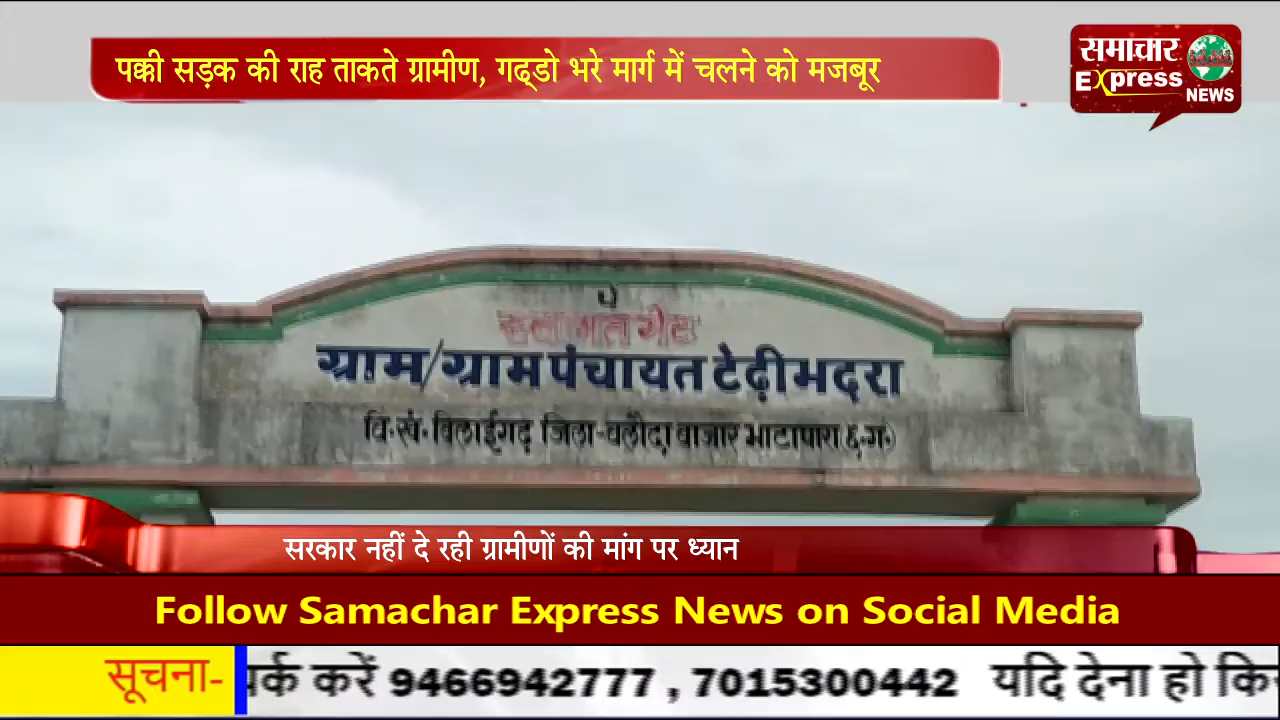 पक्की सड़क की राह ताकते ग्रामीण, गढ्डो भरे मार्ग में चलने को मजबूर
समाचार
Express
NEWS
ग्राम/ग्राम पंचायत टेढ़ीभदरा
वि.खं. बिलाईगढ़ जिला-बलौदा बाजार भाटापारा (छ.ग.)
सरकार नहीं दे रही ग्रामीणों की मांग पर ध्यान
Follow Samachar Express News on Social Media
सूचना- र्क करें 9466942777 , 7015300442 यदि देना हो